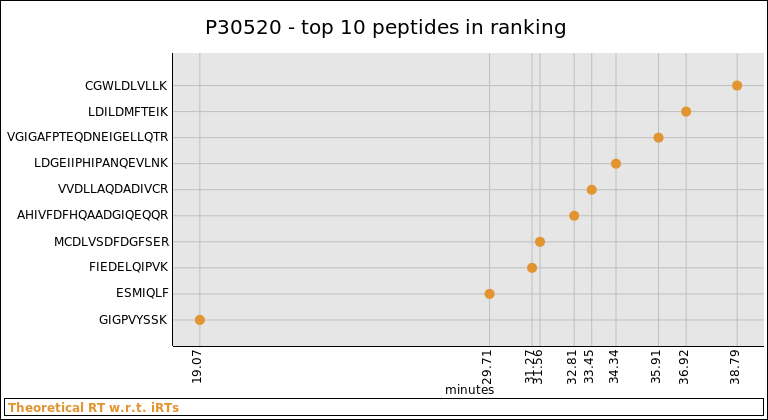 P30520 - top 10 peptides in ranking
CGWLDLVLLK
LDILDMFTEIK
VGIGAFPTEQDNEIGELLQTR
LDGEIIPHIPANQEVLNK
VVDLLAQDADIVCR
AHIVFDFHQAADGIQEQQR
MCDLVSDFDGFSER
FIEDELQIPVK
ESMIQLF
GIGPVYSSK
19.07
29.71
31.27
31.56
32.81
33.45
34.34
35.91
36.92
38.79
minutes
Theoretical RT w.r.t. iRTs